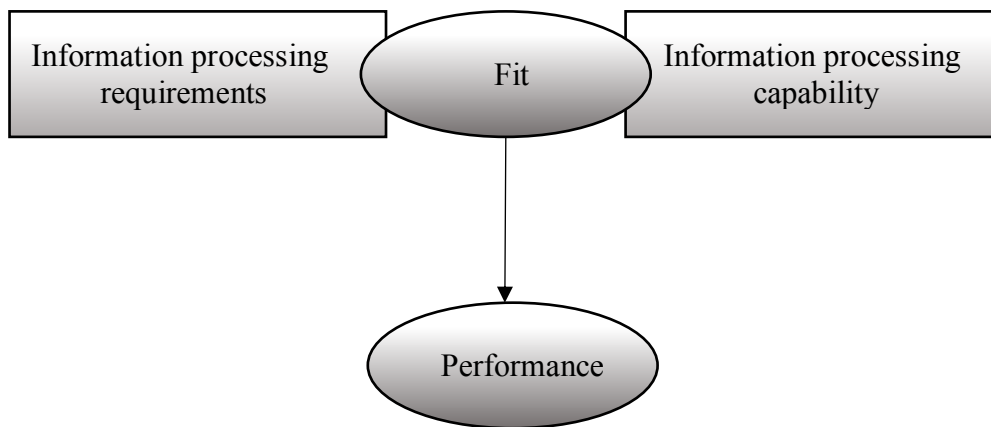 Information processing
requirements
Fit
Information processing
capability
Performance